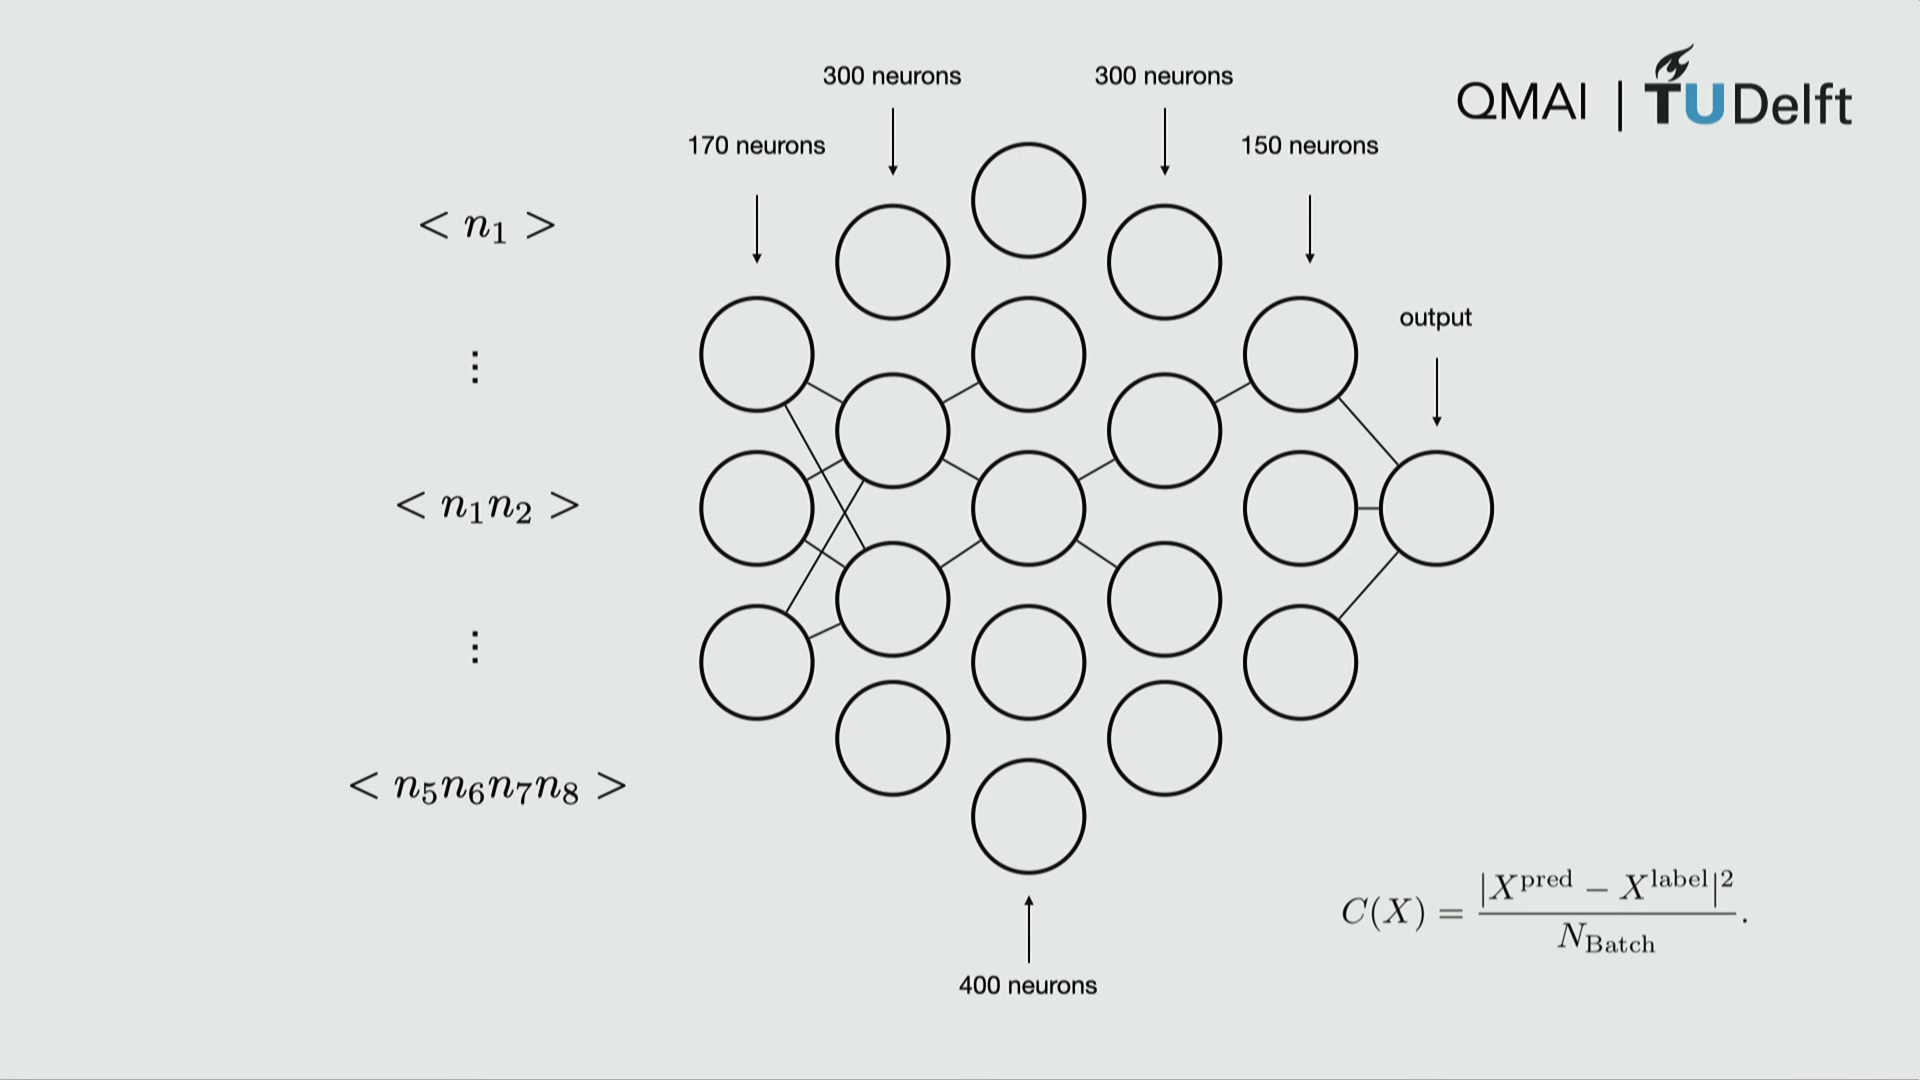 300 neurons
300 neurons
QMAI | TUDelft
170 neurons
150 neurons
< n₁ >
output
⋮
< n₁n₂ >
⋮
< n₅n₆n₇n₈ >
C(X) = |X^pred − X^label|² / N_Batch .
400 neurons